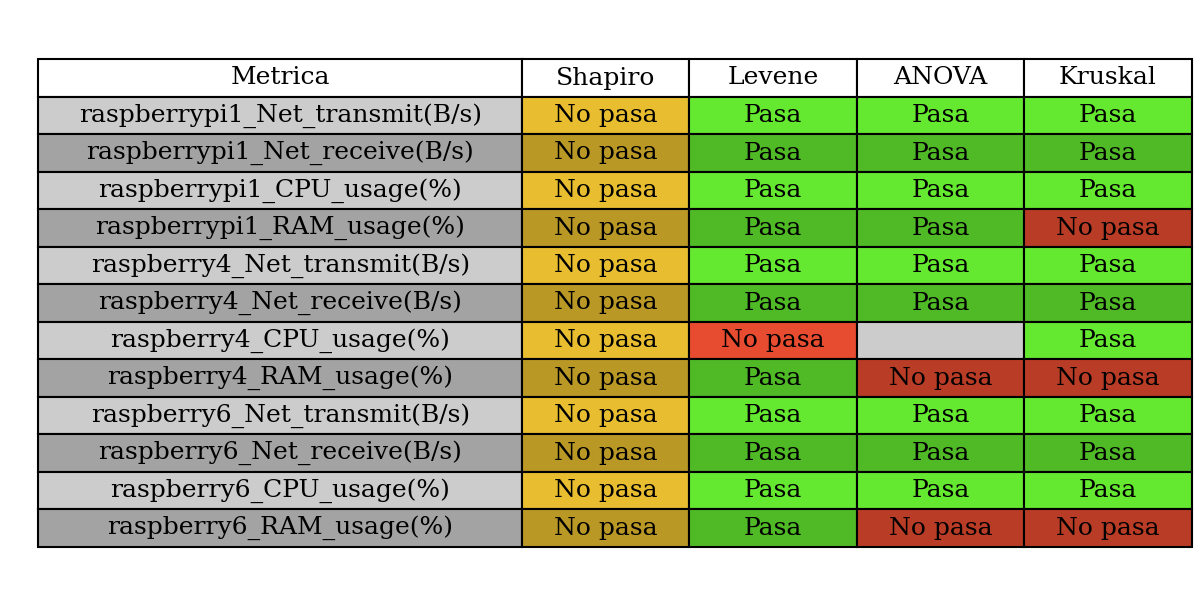 Metrica Shapiro Levene ANOVA Kruskal
raspberrypi1_Net_transmit(B/s) No pasa Pasa Pasa Pasa
raspberrypi1_Net_receive(B/s) No pasa Pasa Pasa Pasa
raspberrypi1_CPU_usage(%) No pasa Pasa Pasa Pasa
raspberrypi1_RAM_usage(%) No pasa Pasa Pasa No pasa
raspberry4_Net_transmit(B/s) No pasa Pasa Pasa Pasa
raspberry4_Net_receive(B/s) No pasa Pasa Pasa Pasa
raspberry4_CPU_usage(%) No pasa No pasa Pasa
raspberry4_RAM_usage(%) No pasa Pasa No pasa No pasa
raspberry6_Net_transmit(B/s) No pasa Pasa Pasa Pasa
raspberry6_Net_receive(B/s) No pasa Pasa Pasa Pasa
raspberry6_CPU_usage(%) No pasa Pasa Pasa Pasa
raspberry6_RAM_usage(%) No pasa Pasa No pasa No pasa